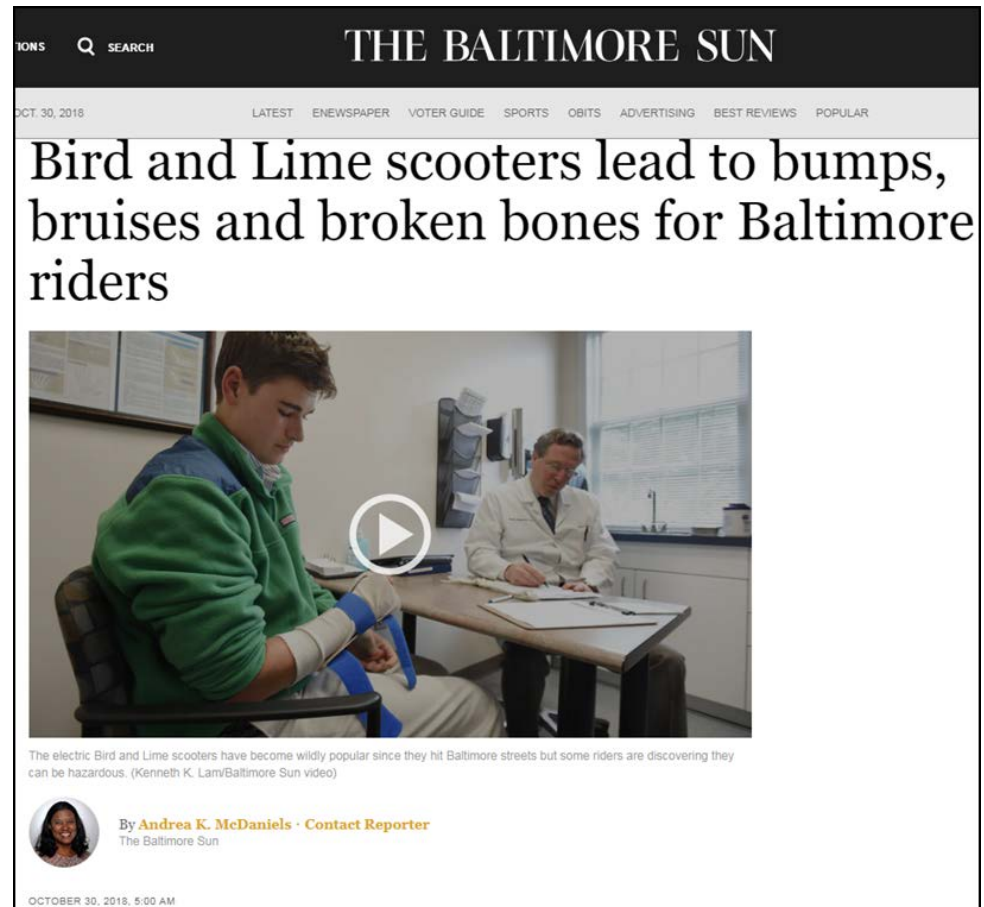 TIONS SEARCH THE BALTIMORE SUN
OCT. 30, 2018 LATEST ENEWSPAPER VOTER GUIDE SPORTS OBITS ADVERTISING BEST REVIEWS POPULAR
Bird and Lime scooters lead to bumps,
bruises and broken bones for Baltimore
riders
The electric Bird and Lime scooters have become wildly popular since they hit Baltimore streets but some riders are discovering they
can be hazardous. (Kenneth K. Lam/Baltimore Sun video)
By Andrea K. McDaniels · Contact Reporter
The Baltimore Sun
OCTOBER 30, 2018, 5:00 AM